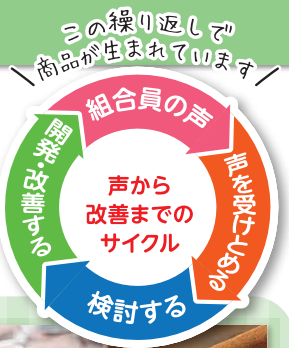 この繰り返しで
商品が生まれています
組合員の声
声を受けとめる
検討する
開発・改善する
声から
改善までの
サイクル